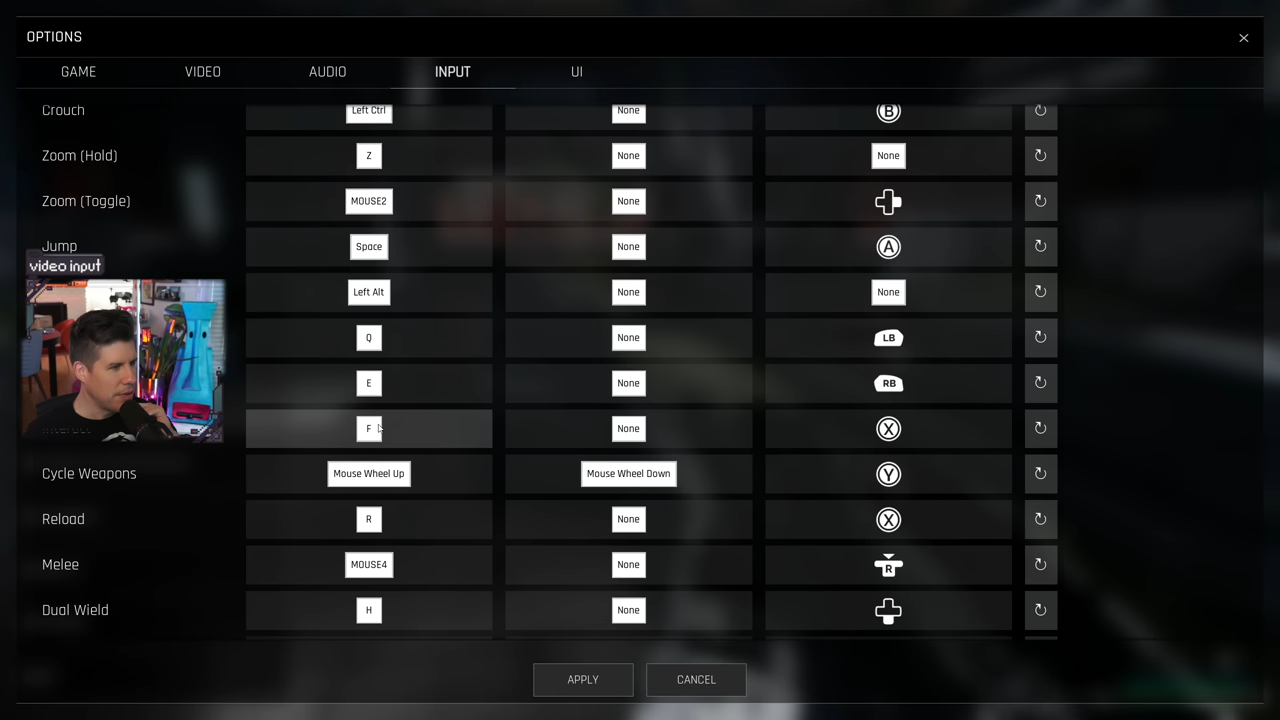 OPTIONS
GAME VIDEO AUDIO INPUT UI
Crouch Left Ctrl None B
Zoom (Hold) Z None None
Zoom (Toggle) MOUSE2 None
Jump Space None A
video input
Left Alt None None
Q None LB
E None RB
F None X
Cycle Weapons Mouse Wheel Up Mouse Wheel Down Y
Reload R None X
Melee MOUSE4 None R
Dual Wield H None
APPLY CANCEL